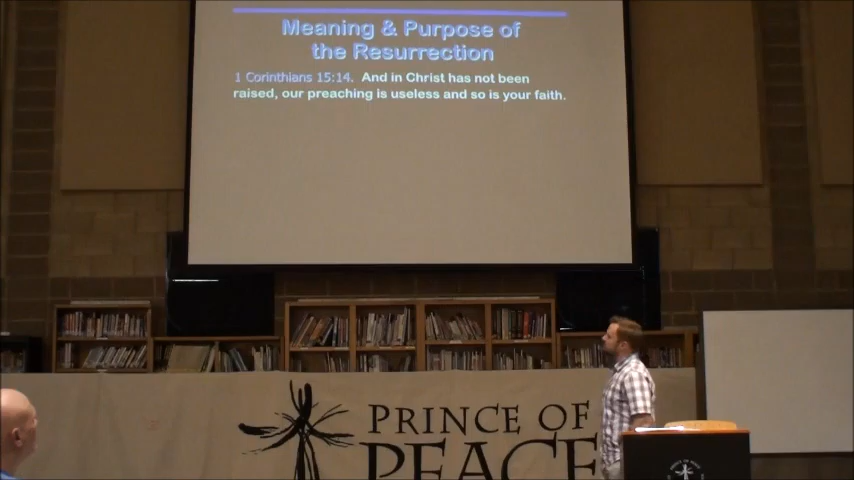 Meaning & Purpose of
the Resurrection
1 Corinthians 15:14. And in Christ has not been
raised, our preaching is useless and so is your faith.
PRINCE OF
PEACE